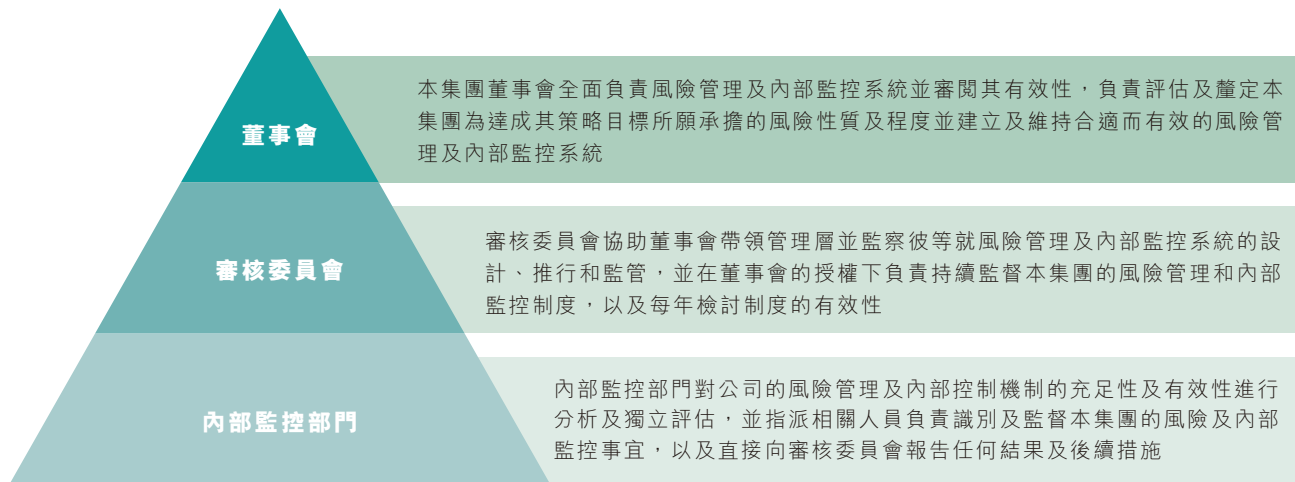 董事會
本集團董事會全面負責風險管理及內部監控系統並審閱其有效性，負責評估及釐定本
集團為達成其策略目標所願承擔的風險性質及程度並建立及維持合適而有效的風險管
理及內部監控系統
審核委員會
審核委員會協助董事會帶領管理層並監察彼等就風險管理及內部監控系統的設
計、推行和監管，並在董事會的授權下負責持續監督本集團的風險管理和內部
監控制度，以及每年檢討制度的有效性
內部監控部門
內部監控部門對公司的風險管理及內部控制機制的充足性及有效性進行
分析及獨立評估，並指派相關人員負責識別及監督本集團的風險及內部
監控事宜，以及直接向審核委員會報告任何結果及後續措施